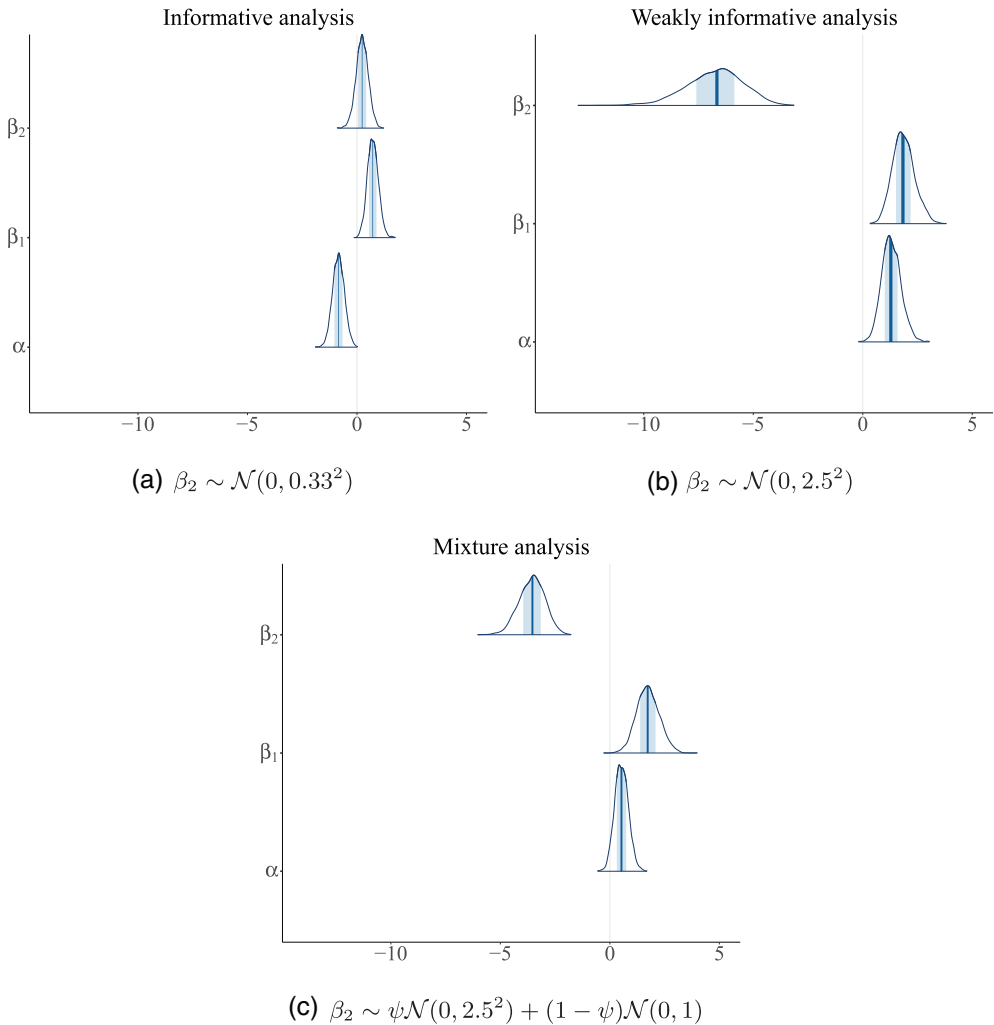 Informative analysis
β₂
β₁
α
−10 −5 0 5
(a) β₂ ∼ 𝒩(0, 0.33²)
Weakly informative analysis
β₂
β₁
α
−10 −5 0 5
(b) β₂ ∼ 𝒩(0, 2.5²)
Mixture analysis
β₂
β₁
α
−10 −5 0 5
(c) β₂ ∼ ψ𝒩(0, 2.5²) + (1 − ψ)𝒩(0, 1)